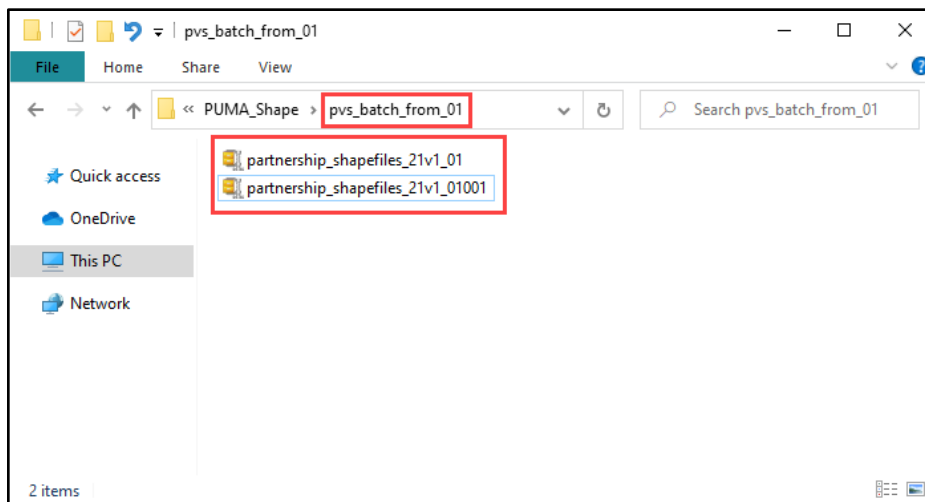 pvs_batch_from_01
File Home Share View
« PUMA_Shape › pvs_batch_from_01 Search pvs_batch_from_01
partnership_shapefiles_21v1_01
partnership_shapefiles_21v1_01001
Quick access
OneDrive
This PC
Network
2 items